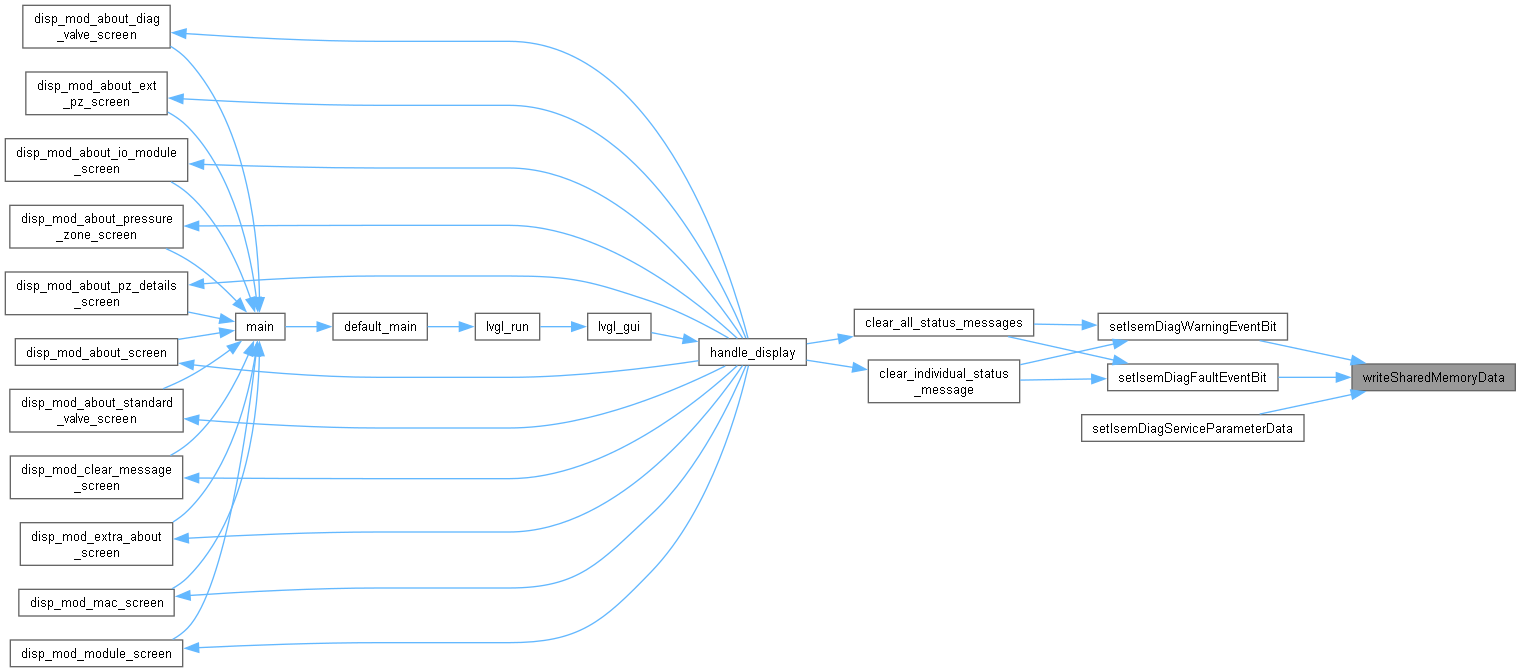 disp_mod_about_diag
_valve_screen
disp_mod_about_ext
_pz_screen
disp_mod_about_io_module
_screen
disp_mod_about_pressure
_zone_screen
disp_mod_about_pz_details
_screen
disp_mod_about_screen
disp_mod_about_standard
_valve_screen
disp_mod_clear_message
_screen
disp_mod_extra_about
_screen
disp_mod_mac_screen
disp_mod_module_screen
main
default_main
lvgl_run
lvgl_gui
handle_display
clear_all_status_messages
clear_individual_status
_message
setIsemDiagWarningEventBit
setIsemDiagFaultEventBit
setIsemDiagServiceParameterData
writeSharedMemoryData